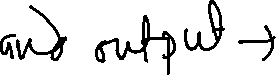 and output →